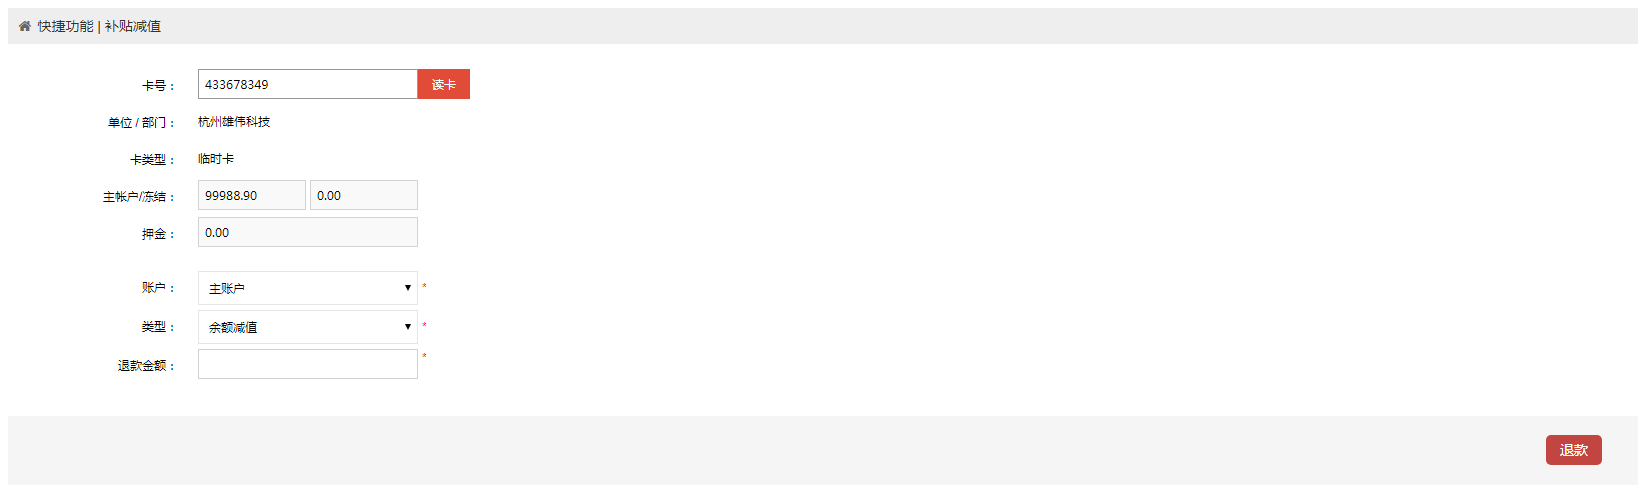 快捷功能 | 补贴减值
卡号： 433678349 读卡
单位 / 部门： 杭州雄伟科技
卡类型： 临时卡
主帐户/冻结： 99988.90 0.00
押金： 0.00
账户： 主账户 *
类型： 余额减值 *
退款金额： *
退款